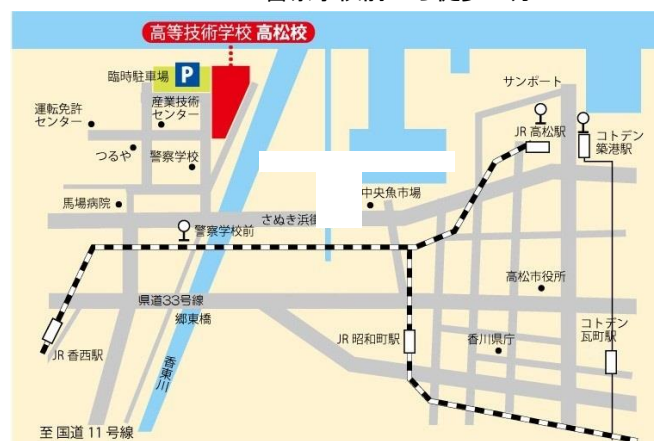 高等技術学校 高松校
臨時駐車場 P
サンポート
運転免許
センター
産業技術
センター
JR 高松駅
コトデン
築港駅
つるや
警察学校
馬場病院
中央魚市場
さぬき浜街
警察学校前
高松市役所
県道33号線
郷東橋
JR 昭和町駅
香川県庁
コトデン
瓦町駅
JR 香西駅
香東川
至 国道 11 号線